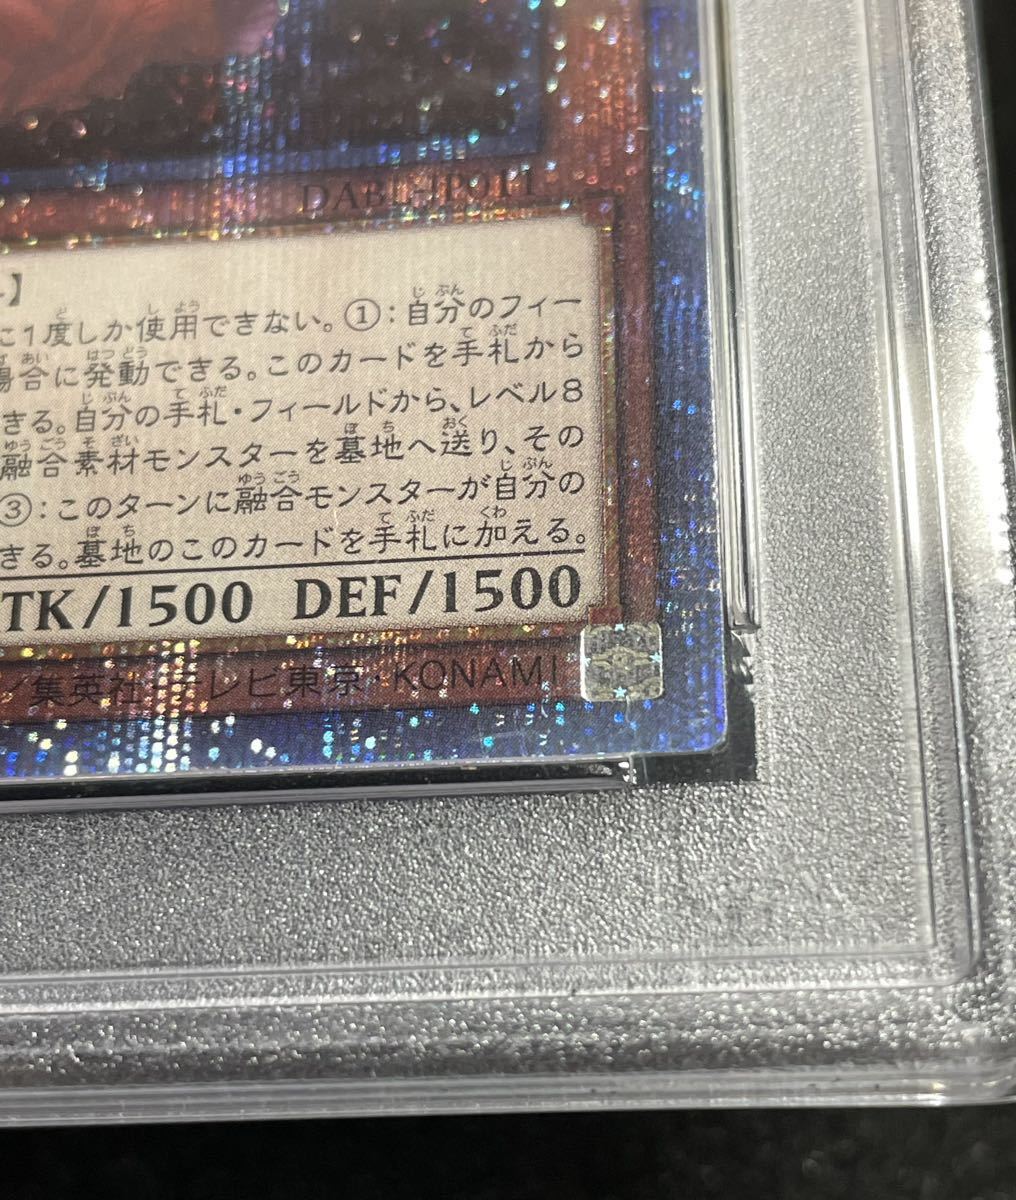 DABL-JP011
】
に1度しか使用できない。①：自分のフィー
場合に発動できる。このカードを手札から
きる。自分の手札・フィールドから、レベル8
融合素材モンスターを墓地へ送り、その
③：このターンに融合モンスターが自分の
きる。墓地のこのカードを手札に加える。
TK/1500 DEF/1500
／集英社・テレビ東京・KONAMI